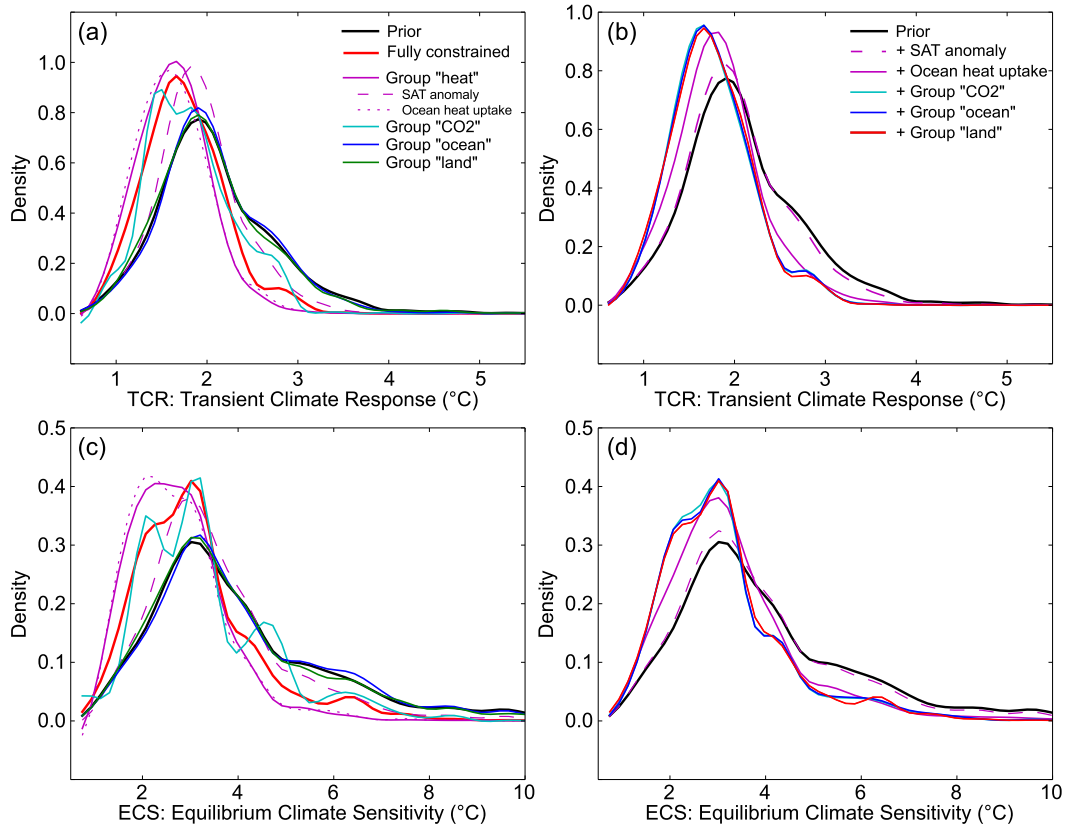 (a)
Prior
Fully constrained
Group "heat"
SAT anomaly
Ocean heat uptake
Group "CO2"
Group "ocean"
Group "land"
Density
1.0
0.8
0.6
0.4
0.2
0.0
1 2 3 4 5
TCR: Transient Climate Response (°C)
(b)
Prior
+ SAT anomaly
+ Ocean heat uptake
+ Group "CO2"
+ Group "ocean"
+ Group "land"
Density
1.0
0.8
0.6
0.4
0.2
0.0
1 2 3 4 5
TCR: Transient Climate Response (°C)
(c)
Density
0.5
0.4
0.3
0.2
0.1
0.0
2 4 6 8 10
ECS: Equilibrium Climate Sensitivity (°C)
(d)
Density
0.5
0.4
0.3
0.2
0.1
0.0
2 4 6 8 10
ECS: Equilibrium Climate Sensitivity (°C)